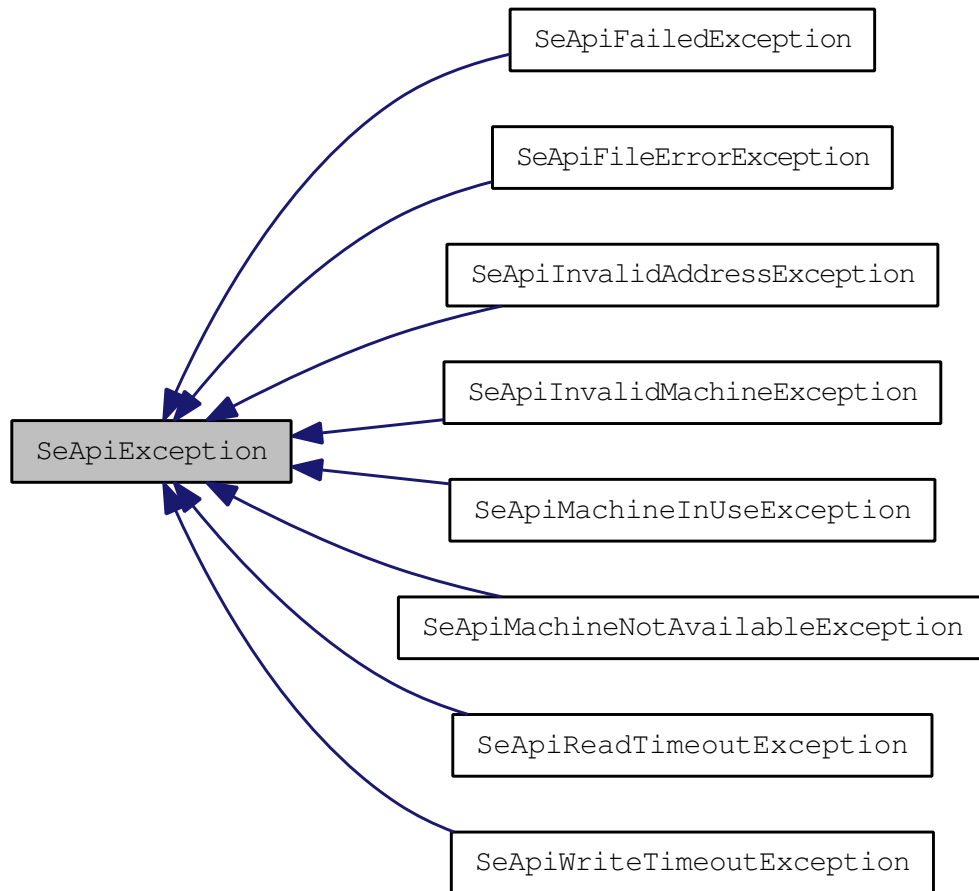 SeApiFailedException
SeApiFileErrorException
SeApiInvalidAddressException
SeApiInvalidMachineException
SeApiException
SeApiMachineInUseException
SeApiMachineNotAvailableException
SeApiReadTimeoutException
SeApiWriteTimeoutException